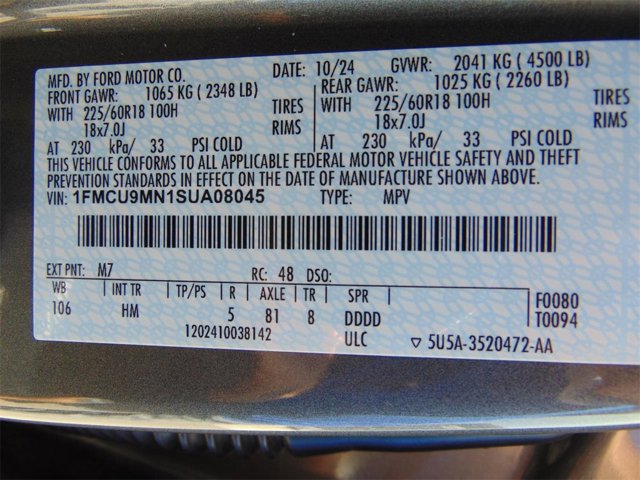 MFD. BY FORD MOTOR CO. DATE: 10/24 GVWR: 2041 KG ( 4500 LB)
FRONT GAWR: 1065 KG ( 2348 LB) REAR GAWR: 1025 KG ( 2260 LB)
WITH 225/60R18 100H TIRES WITH 225/60R18 100H TIRES
18x7.0J RIMS 18x7.0J RIMS
AT 230 kPa/ 33 PSI COLD AT 230 kPa/ 33 PSI COLD
THIS VEHICLE CONFORMS TO ALL APPLICABLE FEDERAL MOTOR VEHICLE SAFETY AND THEFT
PREVENTION STANDARDS IN EFFECT ON THE DATE OF MANUFACTURE SHOWN ABOVE.
VIN: 1FMCU9MN1SUA08045 TYPE: MPV
EXT PNT: M7 RC: 48 DSO:
WB INT TR TP/PS R AXLE TR SPR F0080
106 HM 5 81 8 DDDD T0094
1202410038142 ULC ▽ 5U5A-3520472-AA